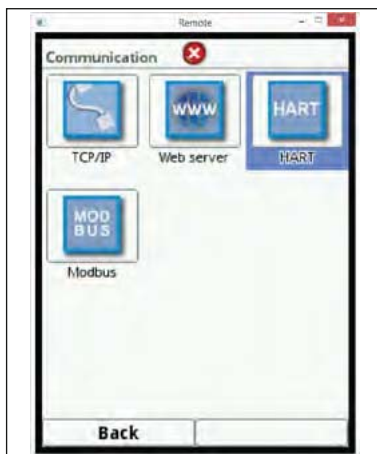 Remote
Communication
WWW
HART
TCP/IP
Web server
HART
MOD
BUS
Modbus
Back